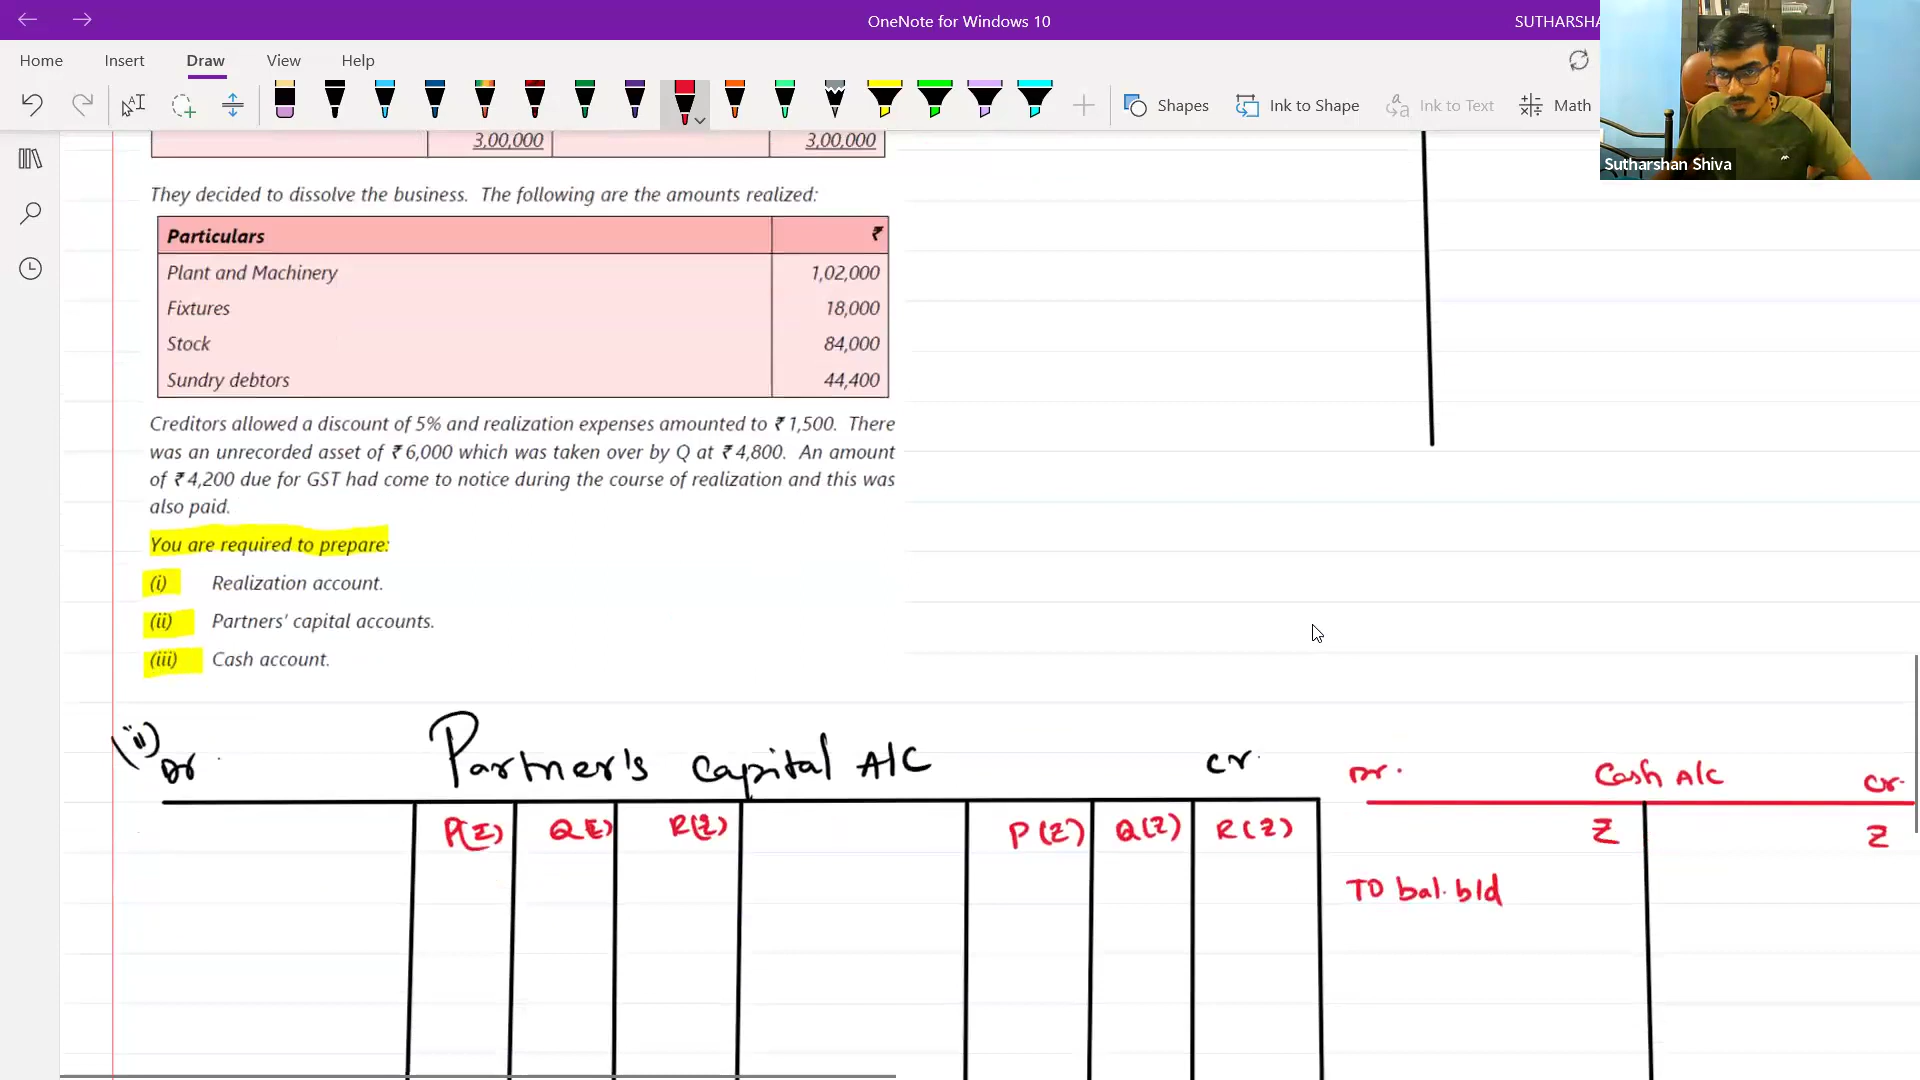 OneNote for Windows 10
SUTHARSHA
Home Insert Draw View Help
Shapes Ink to Shape Ink to Text Math
Sutharshan Shiva
3,00,000 3,00,000
They decided to dissolve the business. The following are the amounts realized:
Particulars ₹
Plant and Machinery 1,02,000
Fixtures 18,000
Stock 84,000
Sundry debtors 44,400
Creditors allowed a discount of 5% and realization expenses amounted to ₹ 1,500. There
was an unrecorded asset of ₹ 6,000 which was taken over by Q at ₹ 4,800. An amount
of ₹ 4,200 due for GST had come to notice during the course of realization and this was
also paid.
You are required to prepare:
(i) Realization account.
(ii) Partners' capital accounts.
(iii) Cash account.
(ii) Dr Partner's capital A/C cr.
P(₹) Q(₹) R(₹) P(₹) Q(₹) R(₹)
Dr. Cash A/C Cr.
₹ ₹
TO bal. b/d